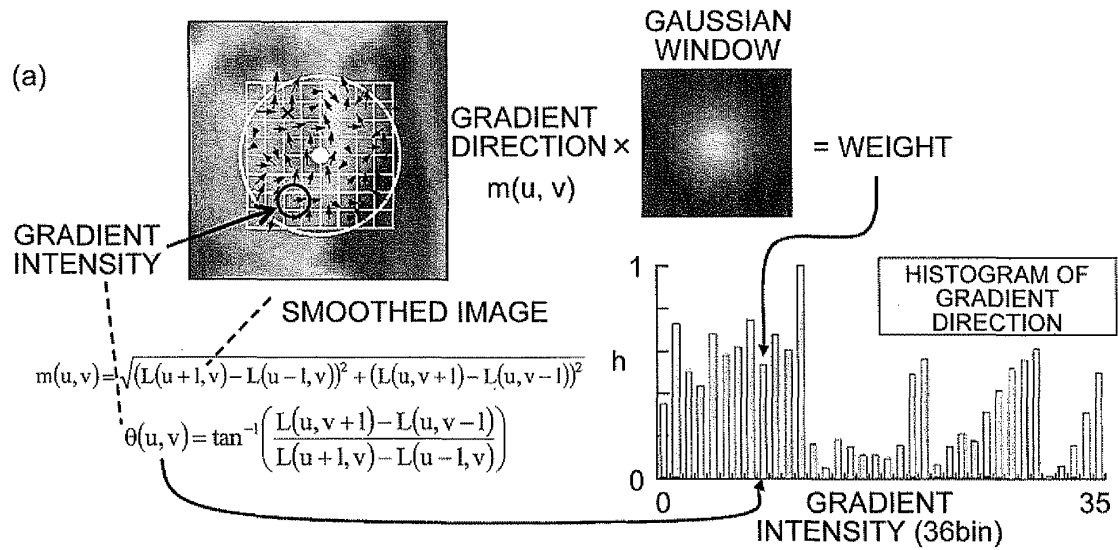 (a)
GAUSSIAN
WINDOW
GRADIENT
DIRECTION ×
m(u, v)
= WEIGHT
GRADIENT
INTENSITY
SMOOTHED IMAGE
m(u,v)=√(L(u+1,v)−L(u−1,v))² + (L(u,v+1)−L(u,v−1))²
θ(u,v)=tan⁻¹(L(u,v+1)−L(u,v−1) / L(u+1,v)−L(u−1,v))
HISTOGRAM OF
GRADIENT
DIRECTION
1
h
0
0
35
GRADIENT
INTENSITY (36bin)